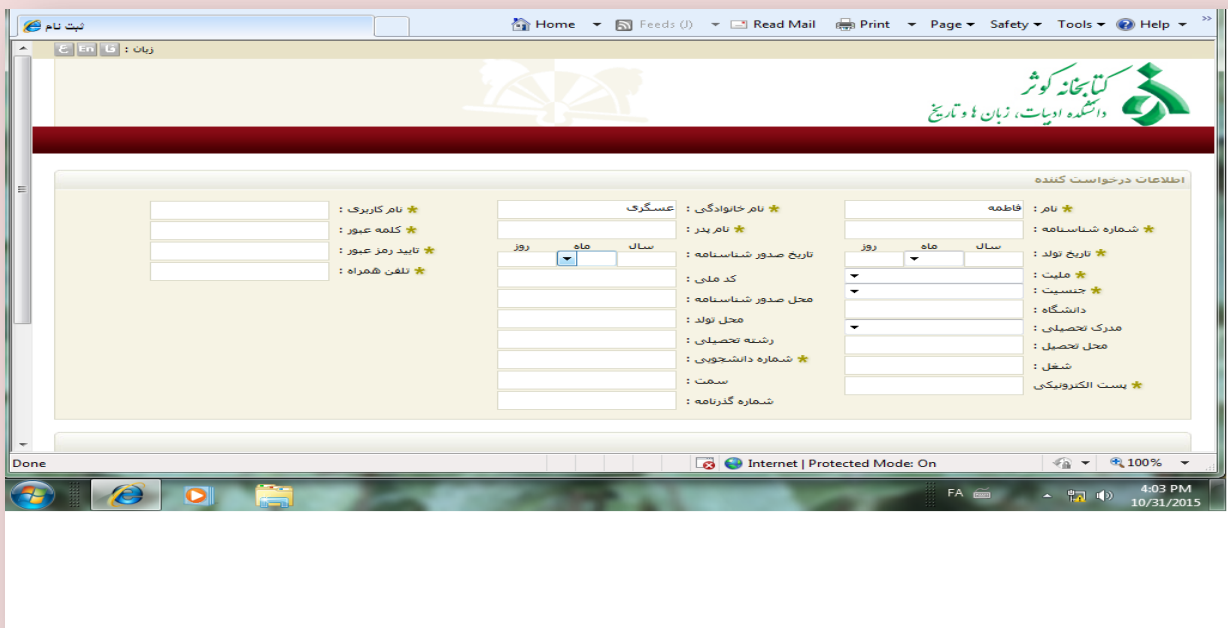 ثبت نام
Home Feeds (J) Read Mail Print Page Safety Tools Help
زبان : فا En ع
کتابخانه کوثر
دانشکده ادبیات، زبان ها و تاریخ
اطلاعات درخواست کننده
نام : فاطمه
شماره شناسنامه :
تاریخ تولد : سال ماه روز
ملیت :
جنسیت :
دانشگاه :
مدرک تحصیلی :
محل تحصیل :
شغل :
پست الکترونیکی
نام خانوادگی : عسگری
نام پدر :
تاریخ صدور شناسنامه : سال ماه روز
کد ملی :
محل صدور شناسنامه :
محل تولد :
رشته تحصیلی :
شماره دانشجویی :
سمت :
شماره گذرنامه :
نام کاربری :
کلمه عبور :
تایید رمز عبور :
تلفن همراه :
Done Internet | Protected Mode: On 100%
FA 4:03 PM
10/31/2015